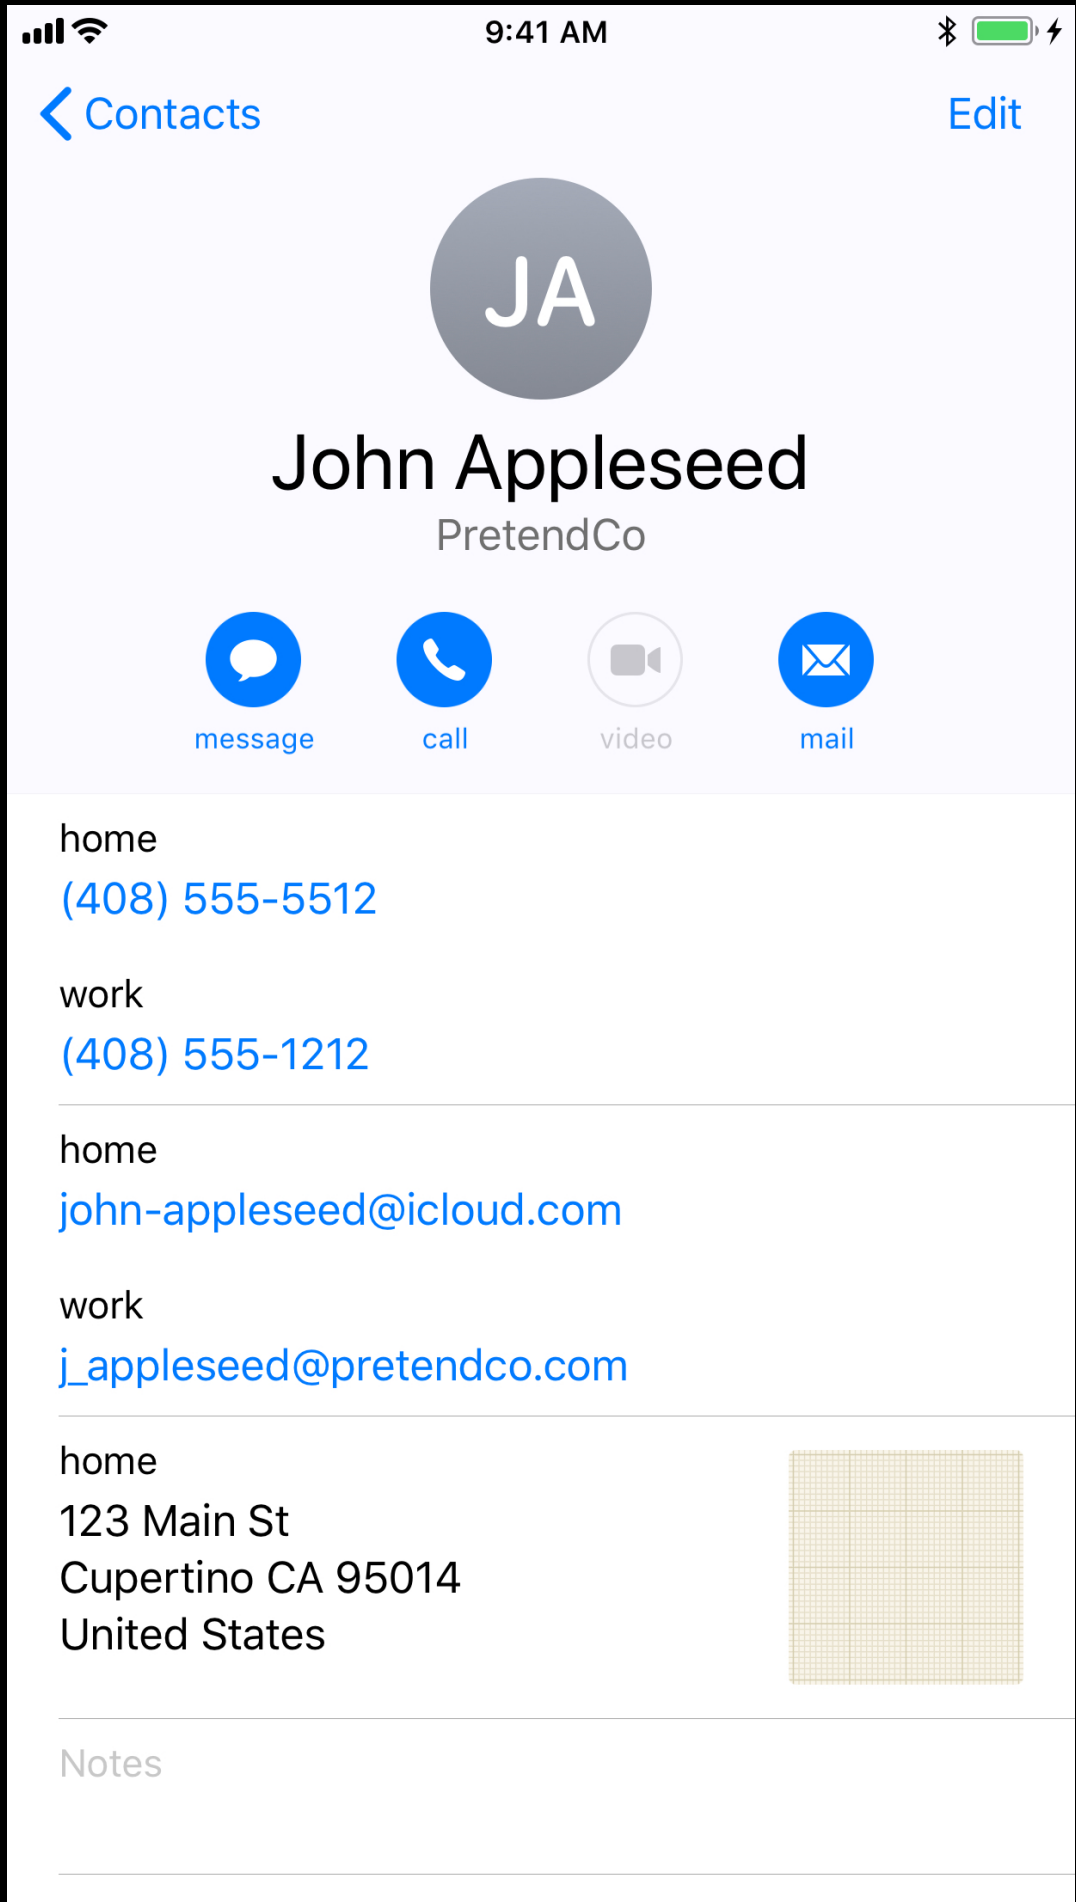 9:41 AM
Contacts
Edit
JA
John Appleseed
PretendCo
message
call
video
mail
home
(408) 555-5512
work
(408) 555-1212
home
john-appleseed@icloud.com
work
j_appleseed@pretendco.com
home
123 Main St
Cupertino CA 95014
United States
Notes